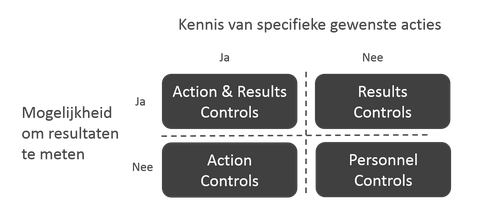 Kennis van specifieke gewenste acties
Ja
Nee
Mogelijkheid
om resultaten
te meten
Ja
Action & Results
Controls
Results
Controls
Nee
Action
Controls
Personnel
Controls